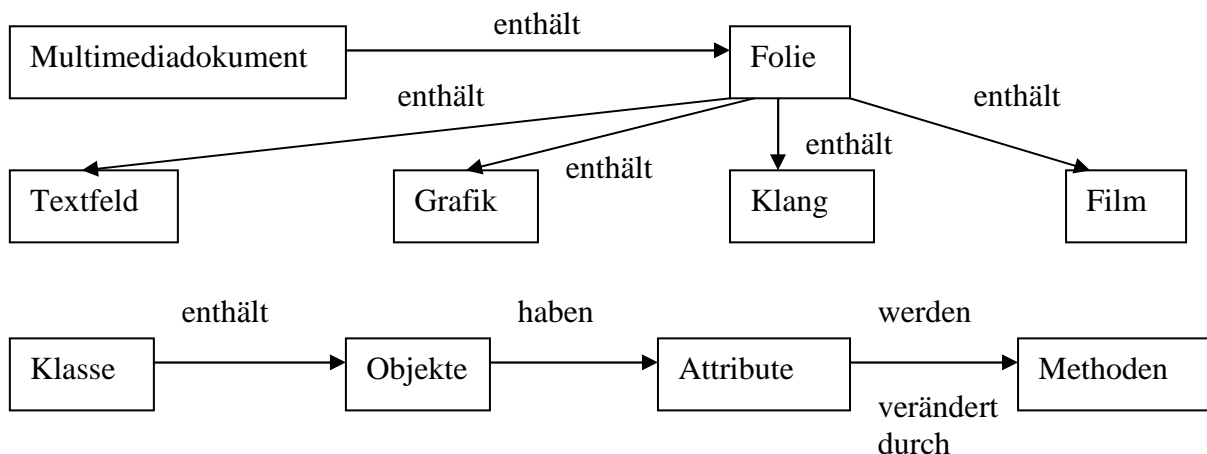 enthält
Multimediadokument Folie
enthält enthält
enthält enthält
Textfeld Grafik Klang Film
enthält haben werden
Klasse Objekte Attribute Methoden
verändert
durch